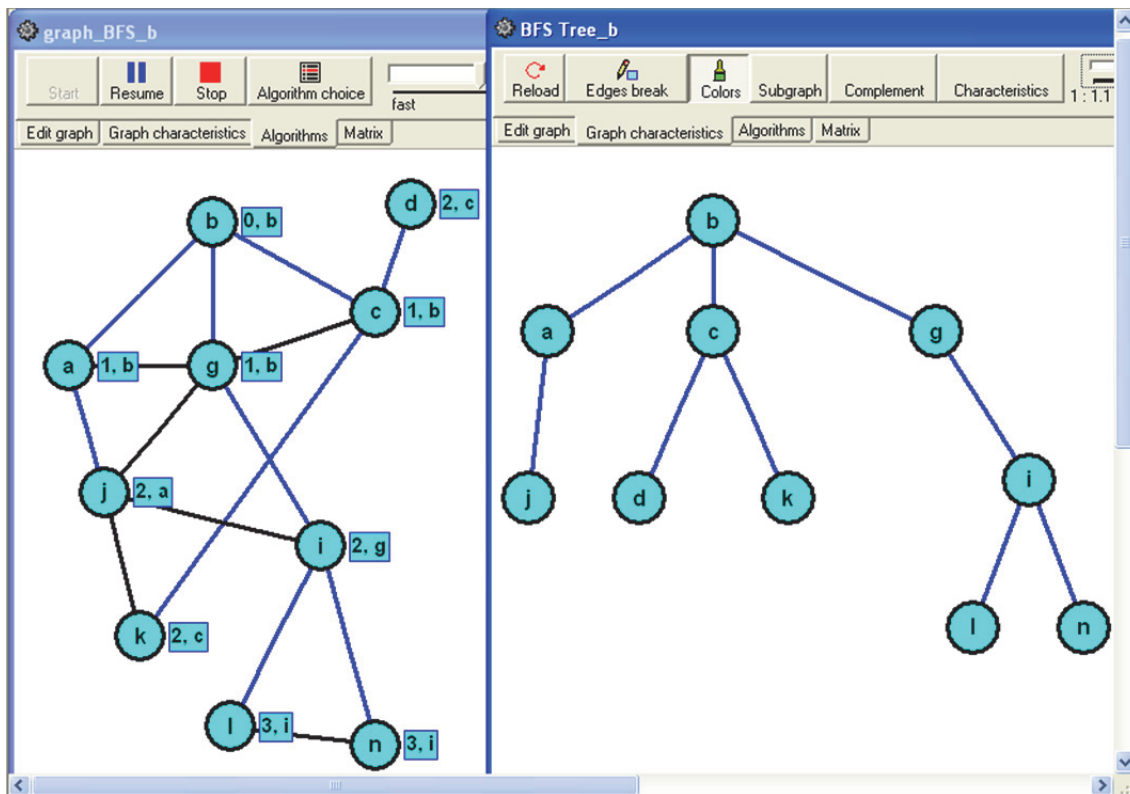 graph_BFS_b
Start
Resume
Stop
Algorithm choice
fast
Edit graph
Graph characteristics
Algorithms
Matrix
b
0, b
d
2, c
c
1, b
a
1, b
g
1, b
j
2, a
i
2, g
k
2, c
l
3, i
n
3, i
BFS Tree_b
Reload
Edges break
Colors
Subgraph
Complement
Characteristics
1 : 1.1
Edit graph
Graph characteristics
Algorithms
Matrix
b
a
c
g
j
d
k
i
l
n